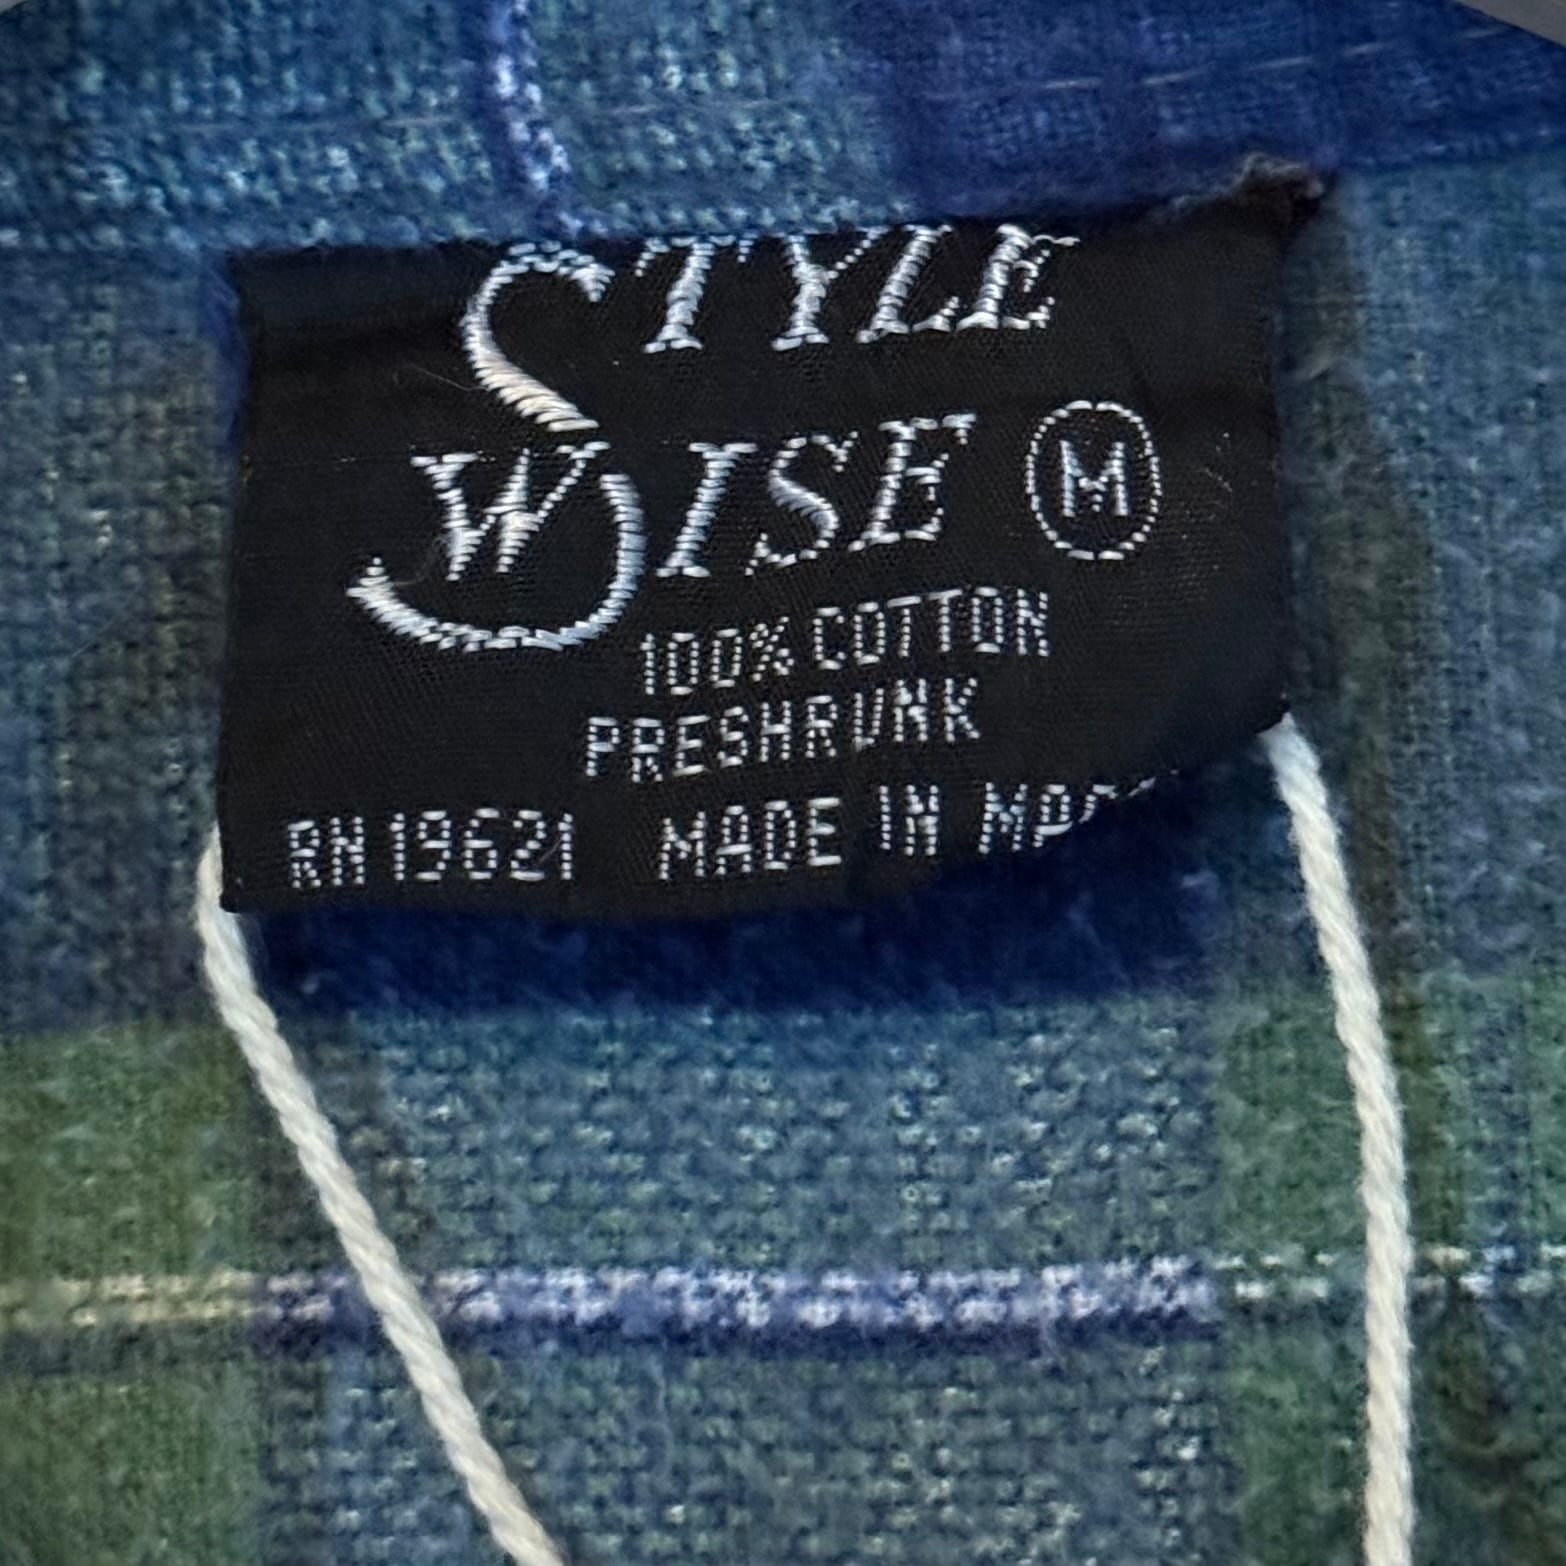 STYLE
WISE M
100% COTTON
PRESHRUNK
RN 19621 MADE IN